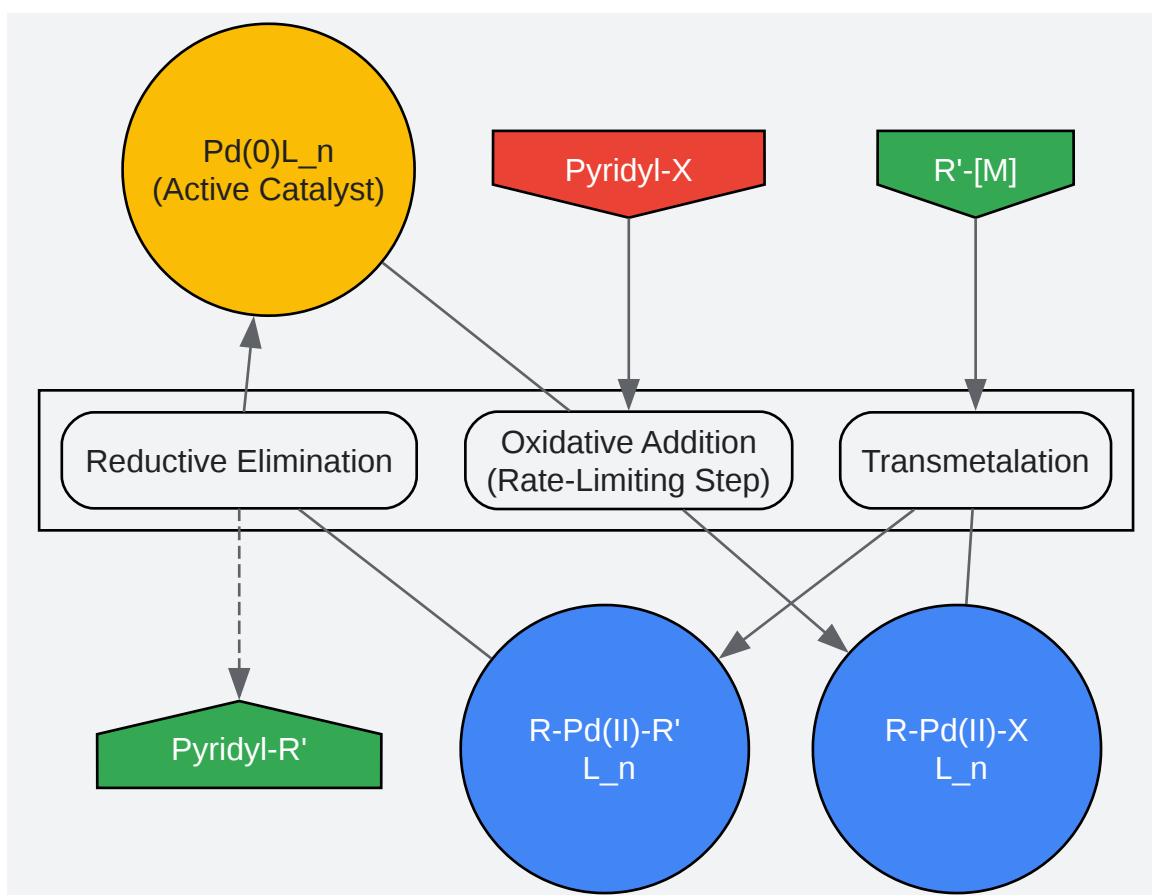 Pd(0)L_n
(Active Catalyst)
Pyridyl-X
R'-[M]
Reductive Elimination
Oxidative Addition
(Rate-Limiting Step)
Transmetalation
Pyridyl-R'
R-Pd(II)-R'
L_n
R-Pd(II)-X
L_n